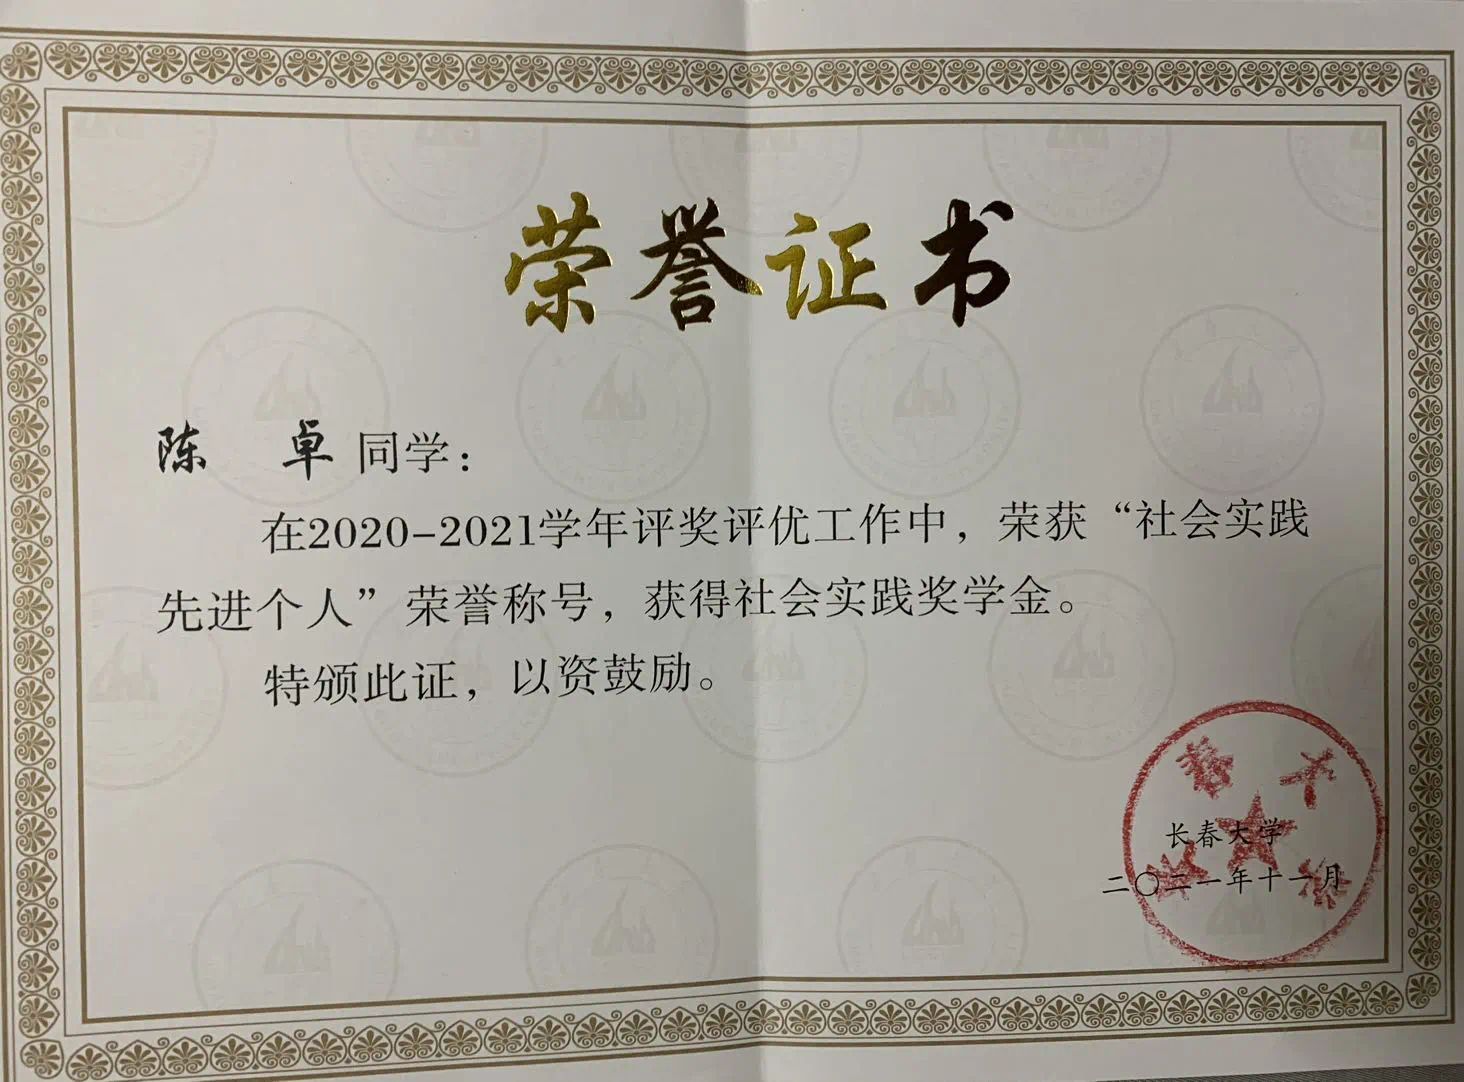 荣誉证书
陈 卓 同学：
在2020-2021学年评奖评优工作中，荣获“社会实践
先进个人”荣誉称号，获得社会实践奖学金。
特颁此证，以资鼓励。
长春大学
二〇二一年十一月